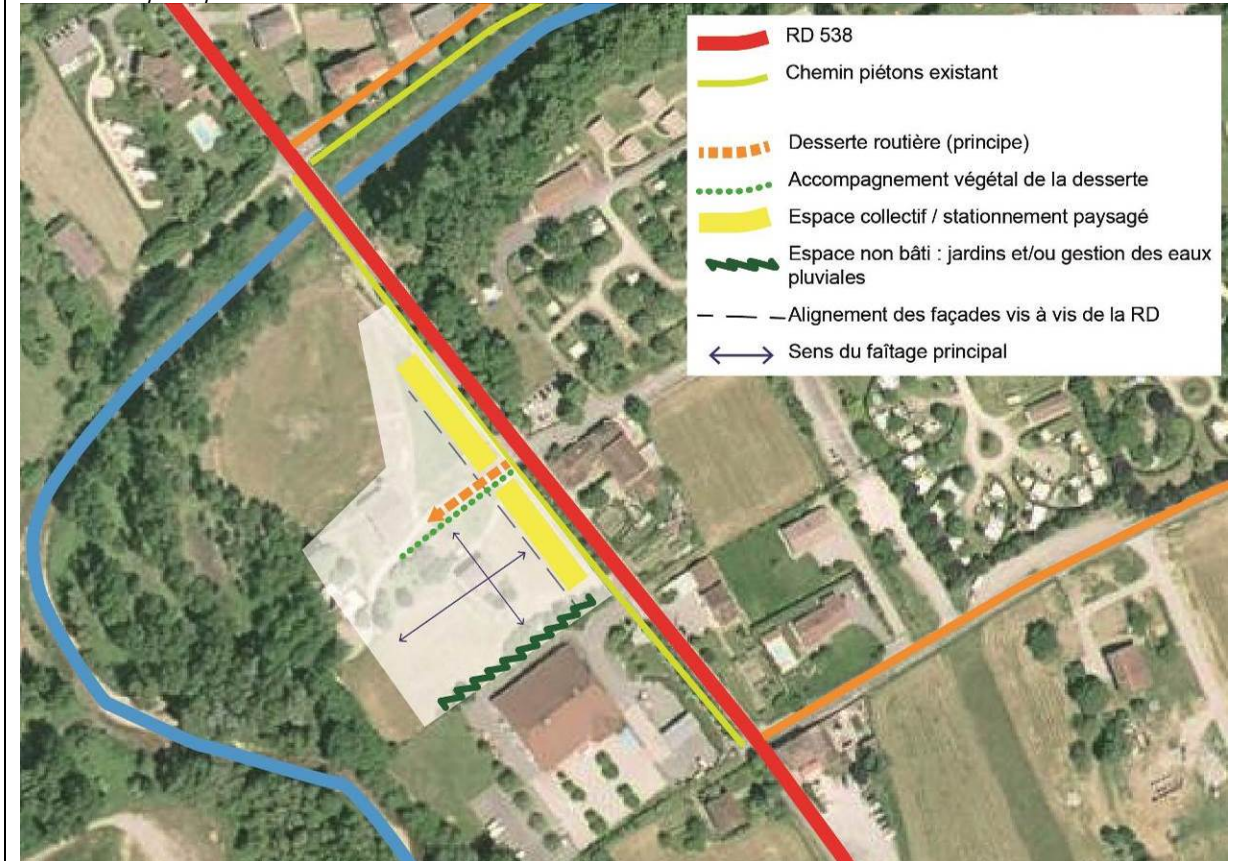 RD 538
Chemin piétons existant
Desserte routière (principe)
Accompagnement végétal de la desserte
Espace collectif / stationnement paysagé
Espace non bâti : jardins et/ou gestion des eaux
pluviales
Alignement des façades vis à vis de la RD
Sens du faîtage principal